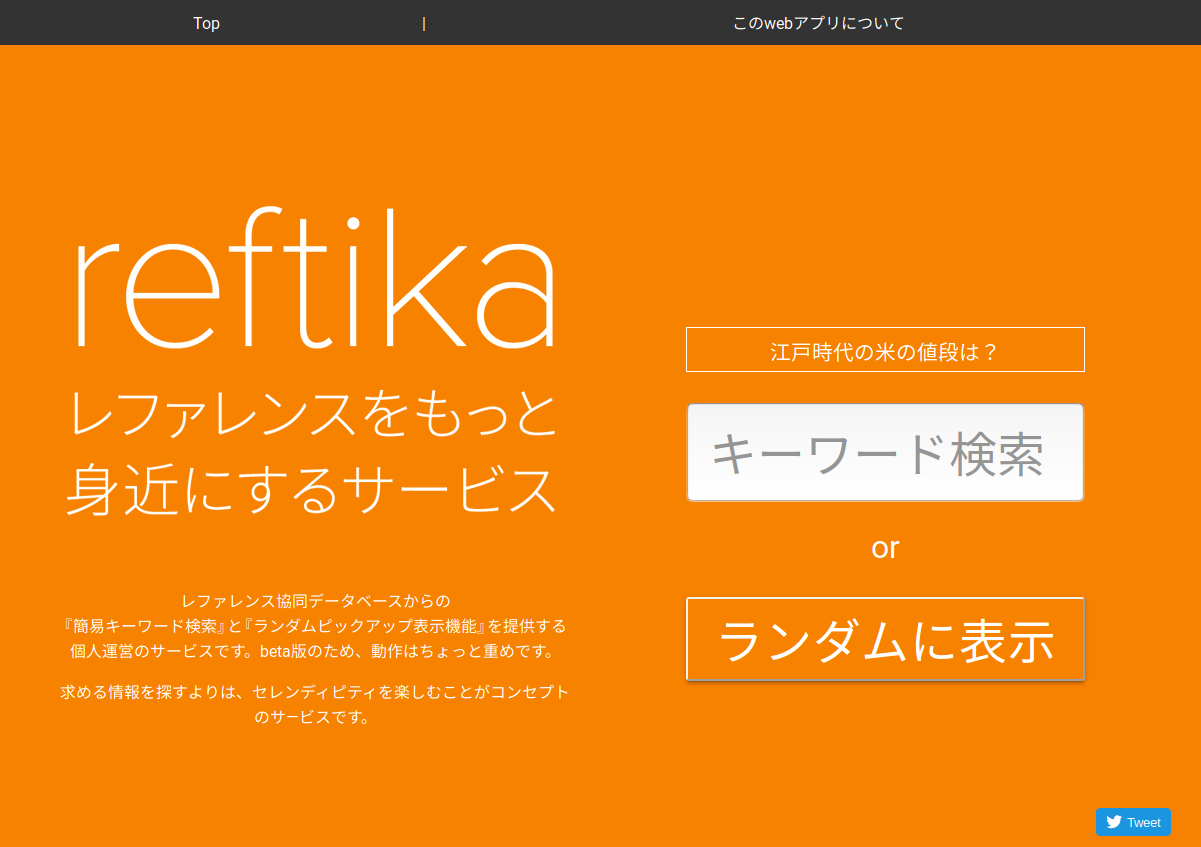 Top | このwebアプリについて
reftika
レファレンスをもっと
身近にするサービス
レファレンス協同データベースからの
『簡易キーワード検索』と『ランダムピックアップ表示機能』を提供する
個人運営のサービスです。beta版のため、動作はちょっと重めです。
求める情報を探すよりは、セレンディピティを楽しむことがコンセプト
のサービスです。
江戸時代の米の値段は？
キーワード検索
or
ランダムに表示
Tweet